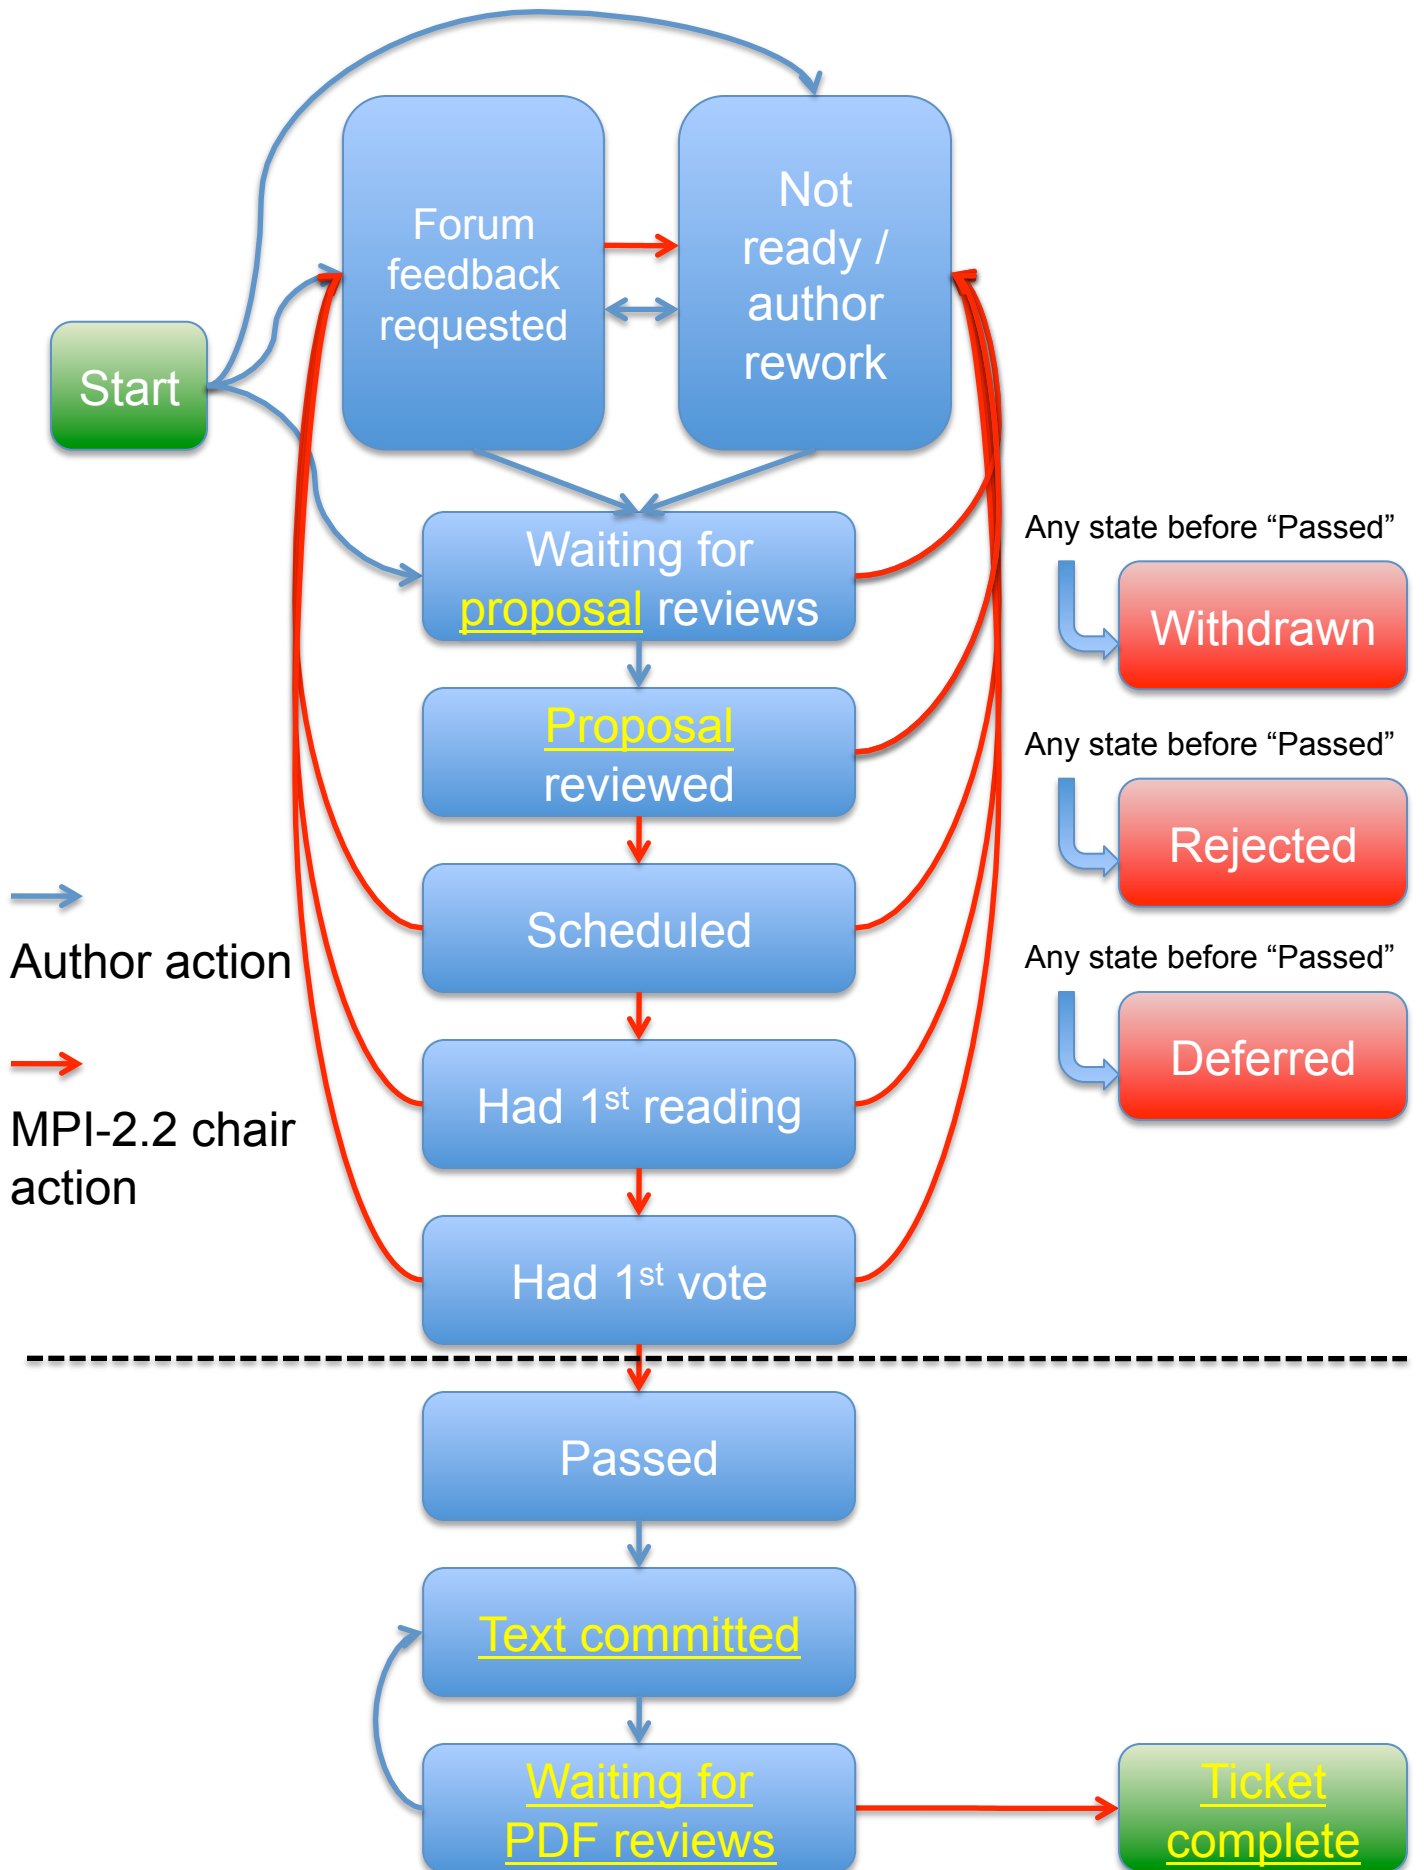 Forum
feedback
requested
Not
ready /
author
rework
Start
Waiting for
proposal reviews
Any state before “Passed”
Withdrawn
Proposal
reviewed
Any state before “Passed”
Rejected
Scheduled
Author action
Any state before “Passed”
Deferred
Had 1st reading
MPI-2.2 chair
action
Had 1st vote
Passed
Text committed
Waiting for
PDF reviews
Ticket
complete